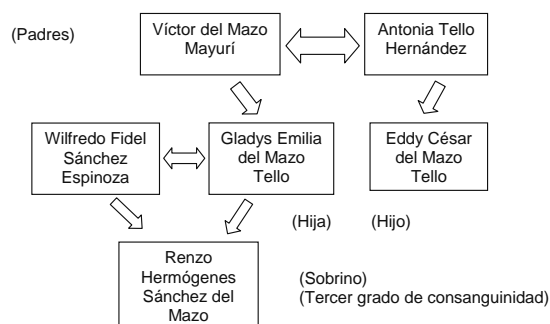 (Padres)
Víctor del Mazo
Mayurí
Antonia Tello
Hernández
Wilfredo Fidel
Sánchez
Espinoza
Gladys Emilia
del Mazo
Tello
Eddy César
del Mazo
Tello
(Hija)
(Hijo)
Renzo
Hermógenes
Sánchez del
Mazo
(Sobrino)
(Tercer grado de consanguinidad)